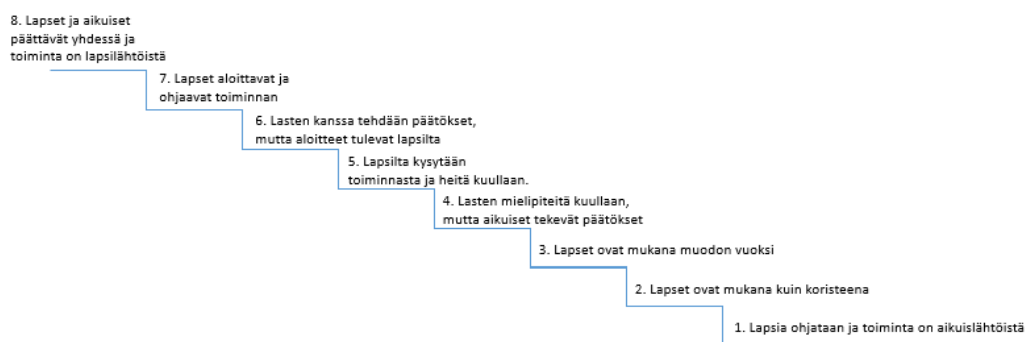 8. Lapset ja aikuiset
päättävät yhdessä ja
toiminta on lapsilähtöistä
7. Lapset aloittavat ja
ohjaavat toiminnan
6. Lasten kanssa tehdään päätökset,
mutta aloitteet tulevat lapsilta
5. Lapsilta kysytään
toiminnasta ja heitä kuullaan.
4. Lasten mielipiteitä kuullaan,
mutta aikuiset tekevät päätökset
3. Lapset ovat mukana muodon vuoksi
2. Lapset ovat mukana kuin koristeena
1. Lapsia ohjataan ja toiminta on aikuislähtöistä